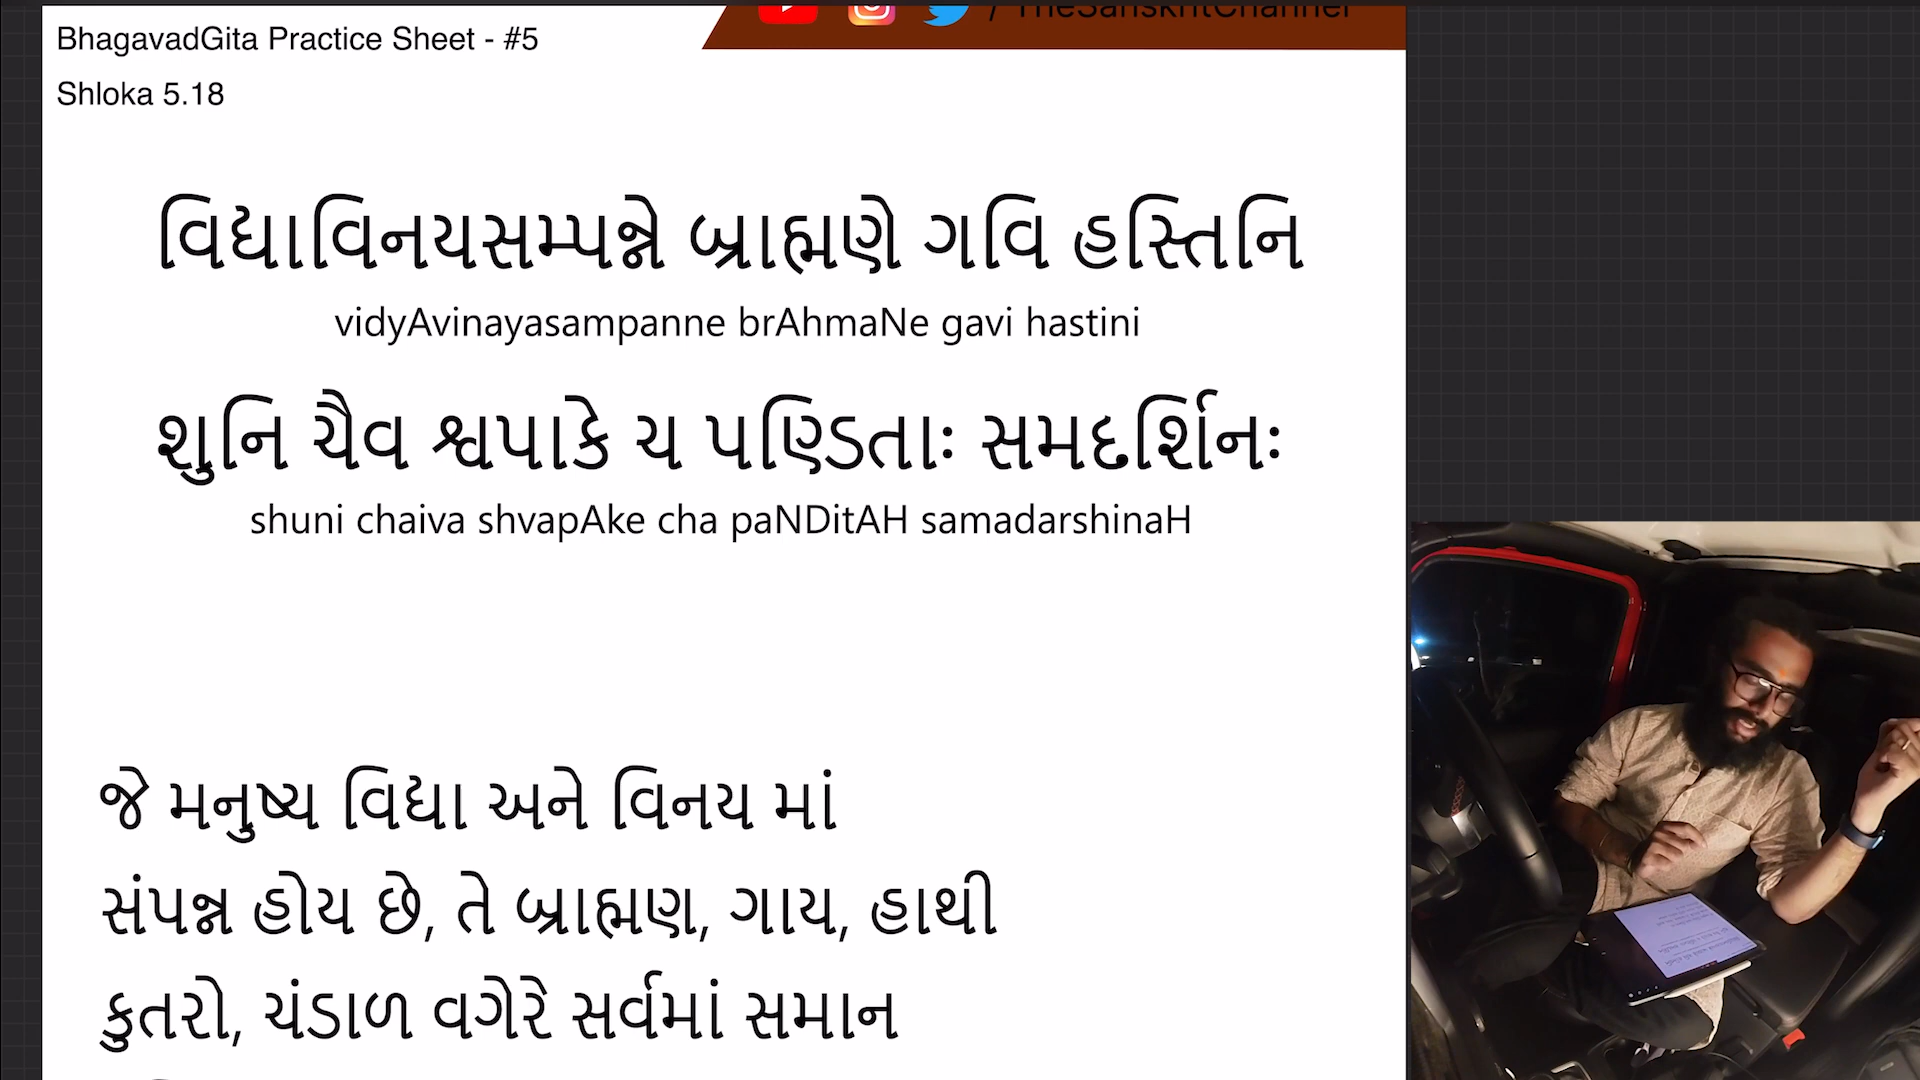 / TheSanskritChannel
BhagavadGita Practice Sheet - #5
Shloka 5.18
વિદ્યાવિનયસમ્પન્ને બ્રાહ્મણે ગવિ હસ્તિનિ
vidyAvinayasampanne brAhmaNe gavi hastini
શુનિ ચૈવ શ્વપાકે ચ પણ્ડિતાઃ સમદર્શિનઃ
shuni chaiva shvapAke cha paNDitAH samadarshinaH
જે મનુષ્ય વિદ્યા અને વિનય માં
સંપન્ન હોય છે, તે બ્રાહ્મણ, ગાય, હાથી
કુતરો, ચંડાળ વગેરે સર્વમાં સમાન